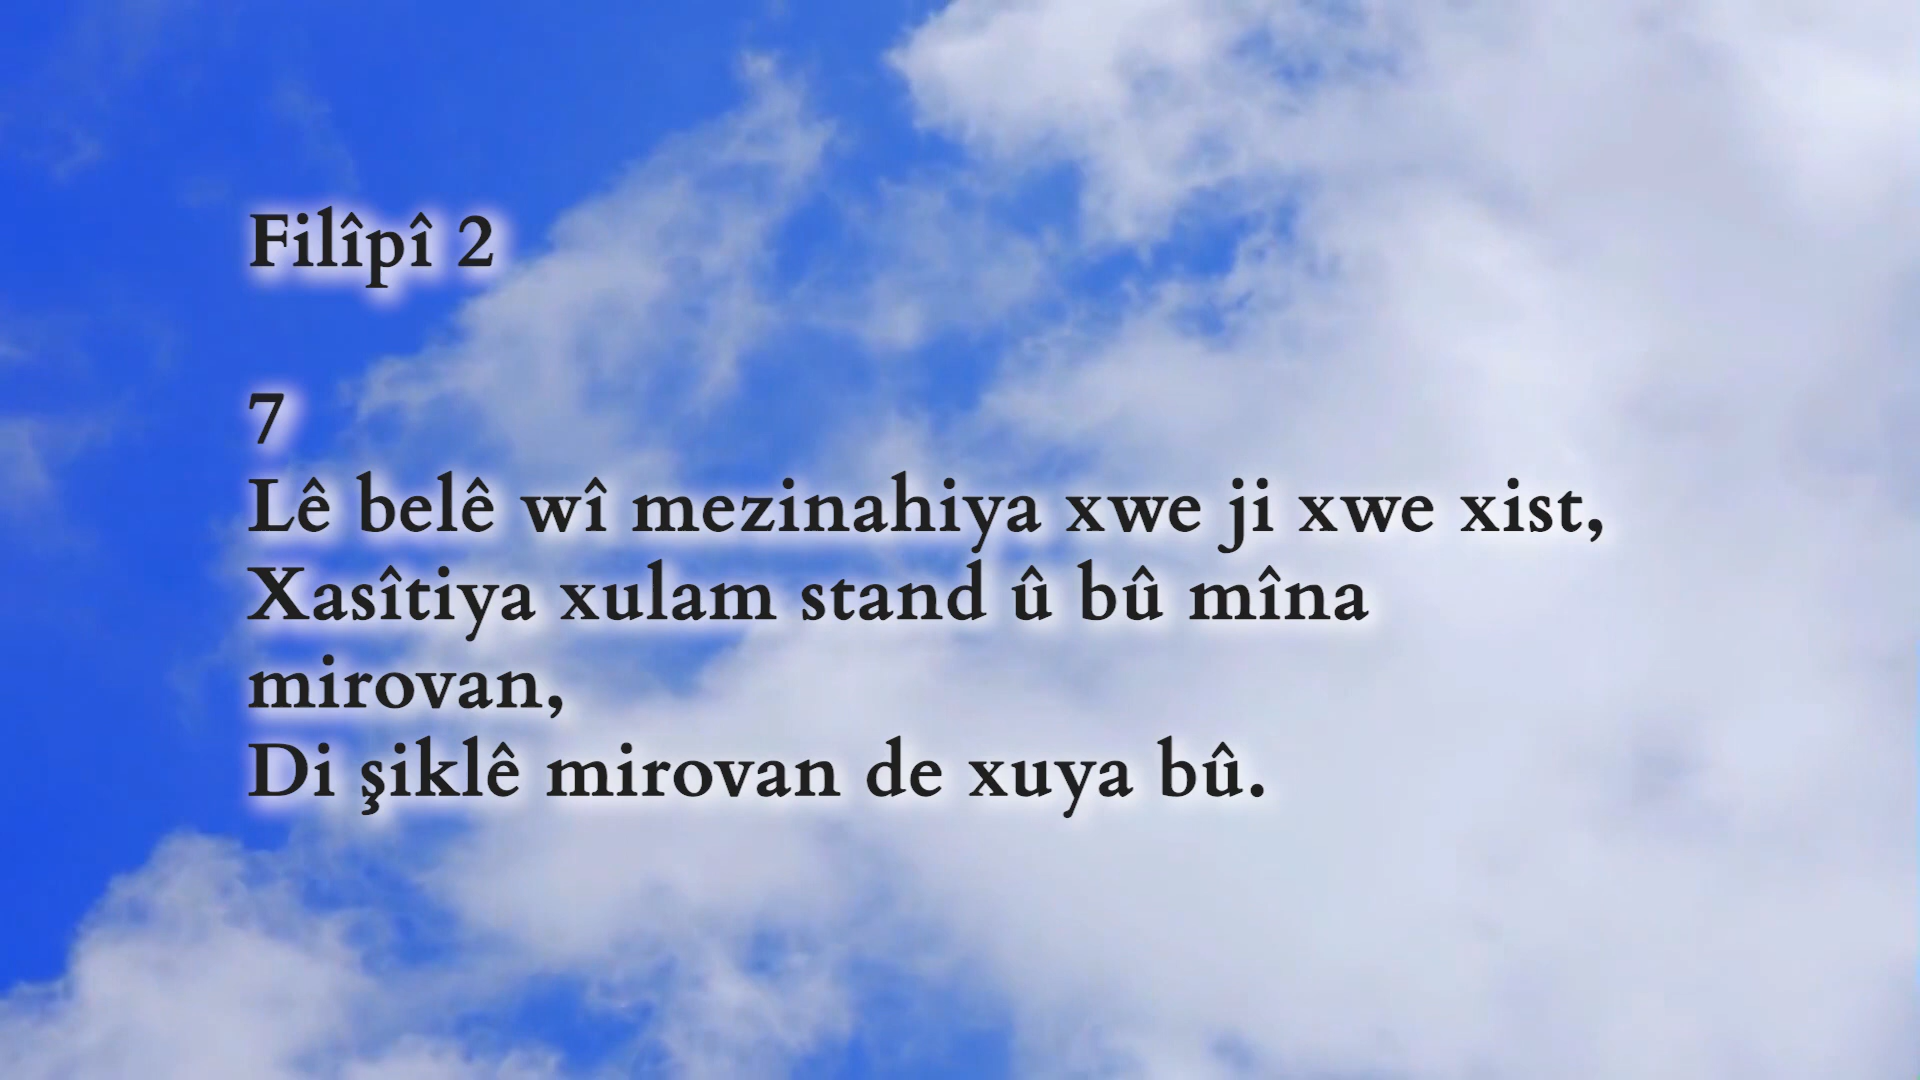 Filîpî 2
7
Lê belê wî mezinahiya xwe ji xwe xist,
Xasîtiya xulam stand û bû mîna
mirovan,
Di şiklê mirovan de xuya bû.